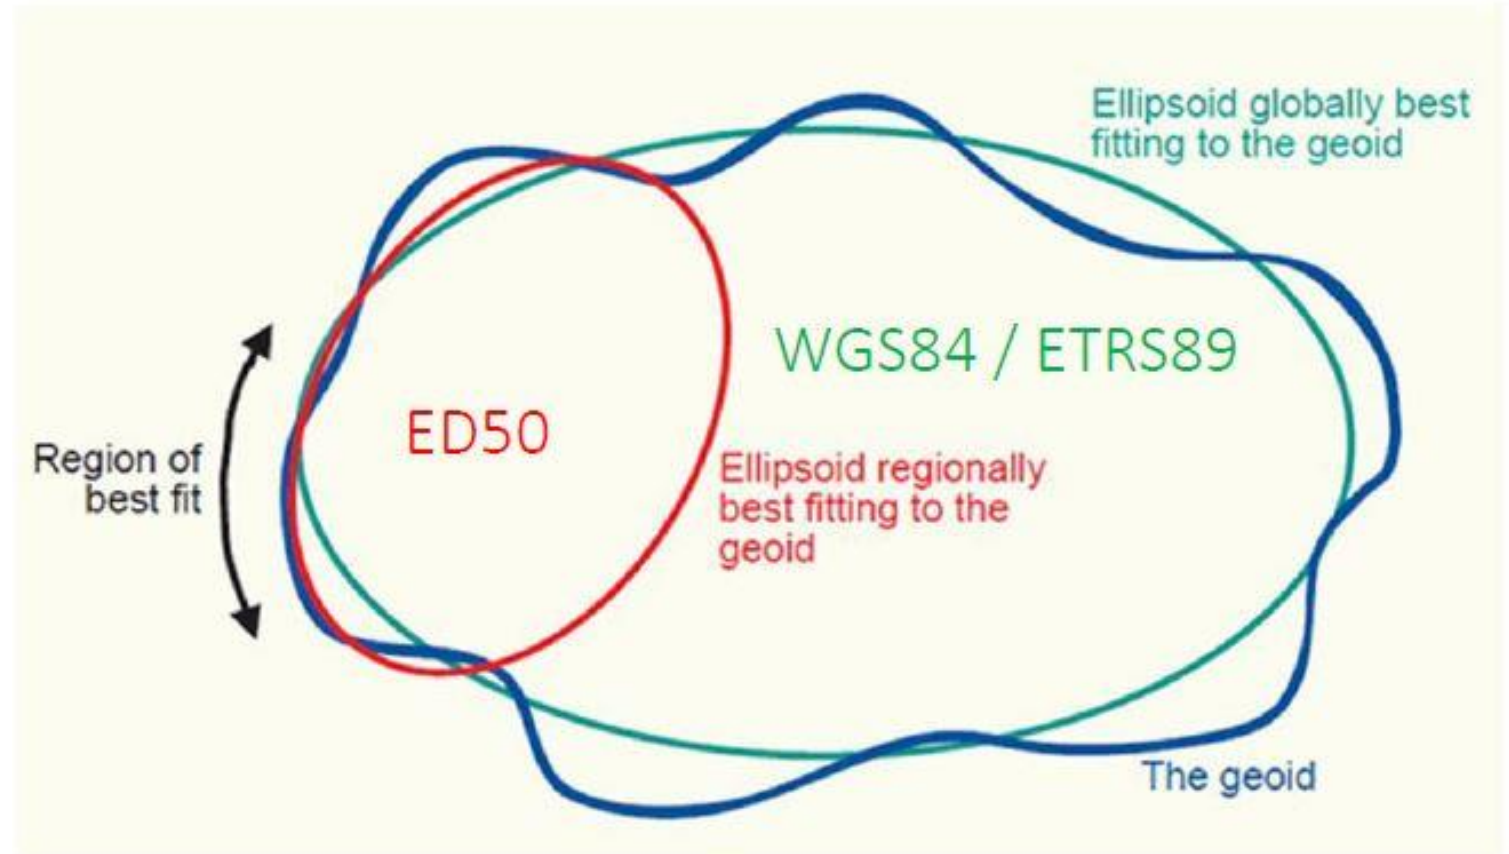 Ellipsoid globally best
fitting to the geoid
WGS84 / ETRS89
ED50
Region of
best fit
Ellipsoid regionally
best fitting to the
geoid
The geoid